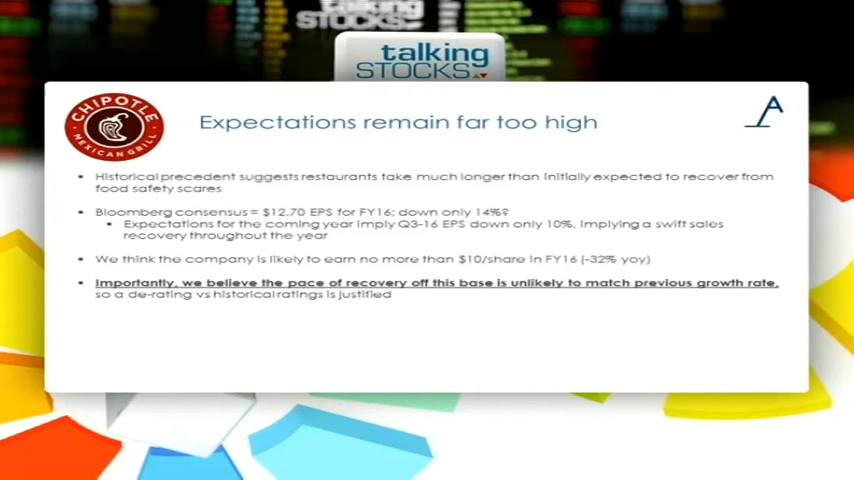 STOCKS
talking
STOCKS
CHIPOTLE
MEXICAN GRILL
Expectations remain far too high
A
Historical precedent suggests restaurants take much longer than initially expected to recover from
food safety scares
Bloomberg consensus = $12.70 EPS for FY16; down only 14%?
Expectations for the coming year imply Q3-16 EPS down only 10%, implying a swift sales
recovery throughout the year
We think the company is likely to earn no more than $10/share in FY16 (-32% yoy)
Importantly, we believe the pace of recovery off this base is unlikely to match previous growth rate,
so a de-rating vs historical ratings is justified